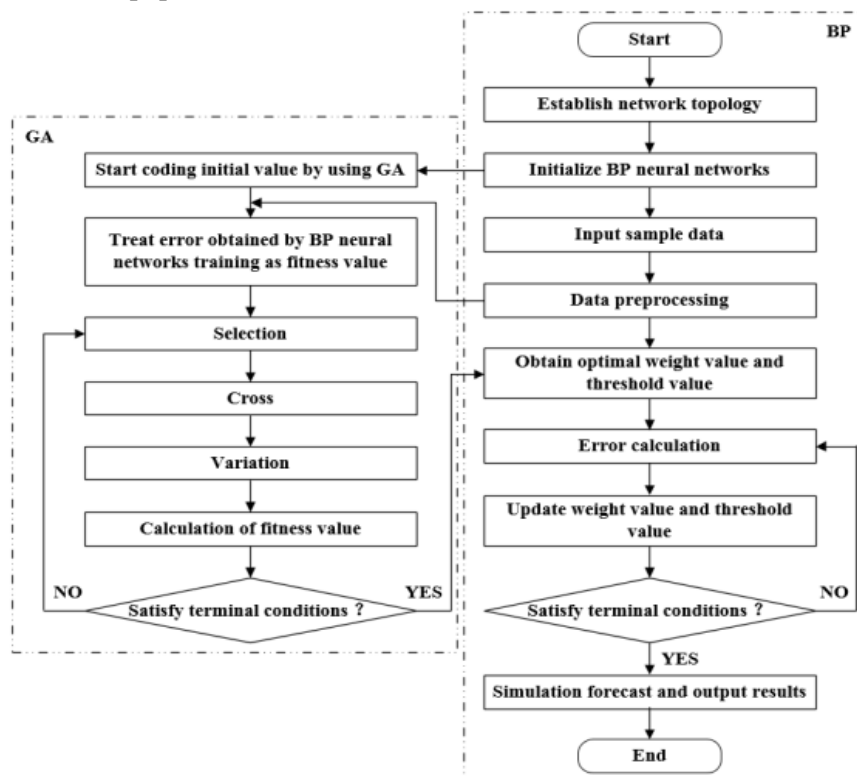 BP
Start
Establish network topology
GA
Start coding initial value by using GA
Initialize BP neural networks
Treat error obtained by BP neural
networks training as fitness value
Input sample data
Data preprocessing
Selection
Obtain optimal weight value and
threshold value
Cross
Error calculation
Variation
Calculation of fitness value
Update weight value and threshold
value
NO
Satisfy terminal conditions ?
YES
Satisfy terminal conditions ?
NO
YES
Simulation forecast and output results
End